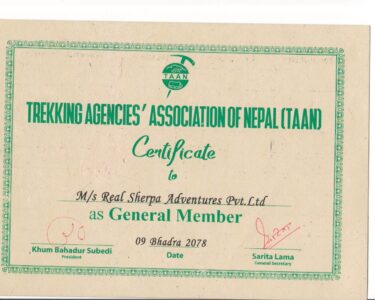 TAAN
TREKKING AGENCIES' ASSOCIATION OF NEPAL (TAAN)
Certificate
to
M/s Real Sherpa Adventures Pvt.Ltd
as General Member
Khum Bahadur Subedi
President
09 Bhadra 2078
Date
Sarita Lama
General Secretary